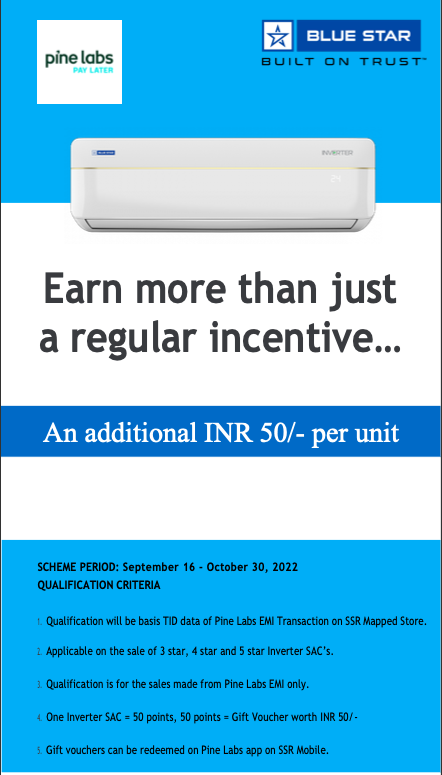 pine labs
PAY LATER
BLUE STAR
BUILT ON TRUST™
BLUE STAR
INVERTER
Earn more than just
a regular incentive...
An additional INR 50/- per unit
SCHEME PERIOD: September 16 - October 30, 2022
QUALIFICATION CRITERIA
1. Qualification will be basis TID data of Pine Labs EMI Transaction on SSR Mapped Store.
2. Applicable on the sale of 3 star, 4 star and 5 star Inverter SAC's.
3. Qualification is for the sales made from Pine Labs EMI only.
4. One Inverter SAC = 50 points, 50 points = Gift Voucher worth INR 50/-
5. Gift vouchers can be redeemed on Pine Labs app on SSR Mobile.